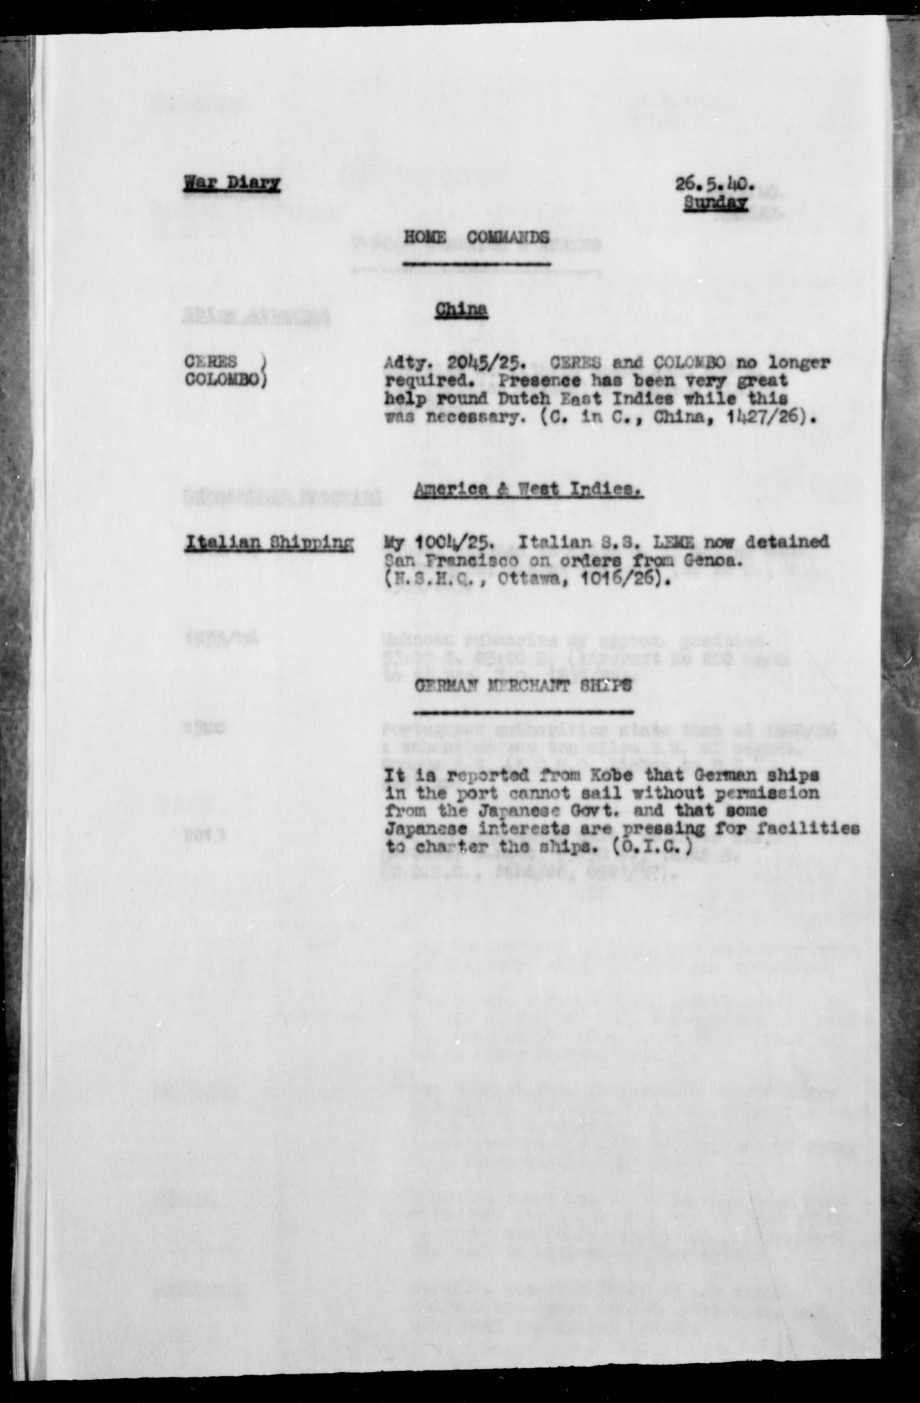 War Diary
26.5.40.
Sunday
HOME COMMANDS
China
CERES )
COLOMBO)
Adty. 2045/25. CERES and COLOMBO no longer
required. Presence has been very great
help round Dutch East Indies while this
was necessary. (C. in C., China, 1427/26).
America & West Indies.
Italian Shipping
My 1004/25. Italian S.S. LEME now detained
San Francisco on orders from Genoa.
(N.S.H.Q., Ottawa, 1016/26).
GERMAN MERCHANT SHIPS
It is reported from Kobe that German ships
in the port cannot sail without permission
from the Japanese Govt. and that some
Japanese interests are pressing for facilities
to charter the ships. (O.I.C.)